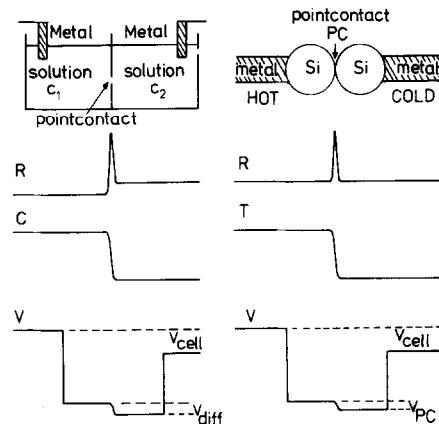 Metal Metal
solution solution
c1 c2
pointcontact
R
C
V
Vcell
Vdiff
pointcontact
PC
metal Si Si metal
HOT COLD
R
T
V
Vcell
VPC